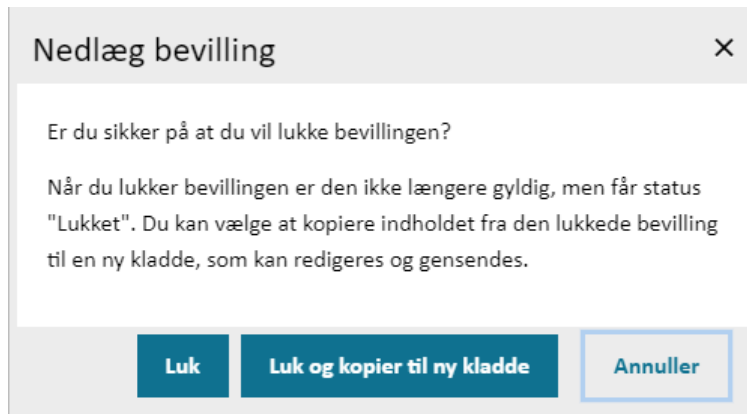 Nedlæg bevilling
Er du sikker på at du vil lukke bevillingen?
Når du lukker bevillingen er den ikke længere gyldig, men får status
"Lukket". Du kan vælge at kopiere indholdet fra den lukkede bevilling
til en ny kladde, som kan redigeres og gensendes.
Luk
Luk og kopier til ny kladde
Annuller